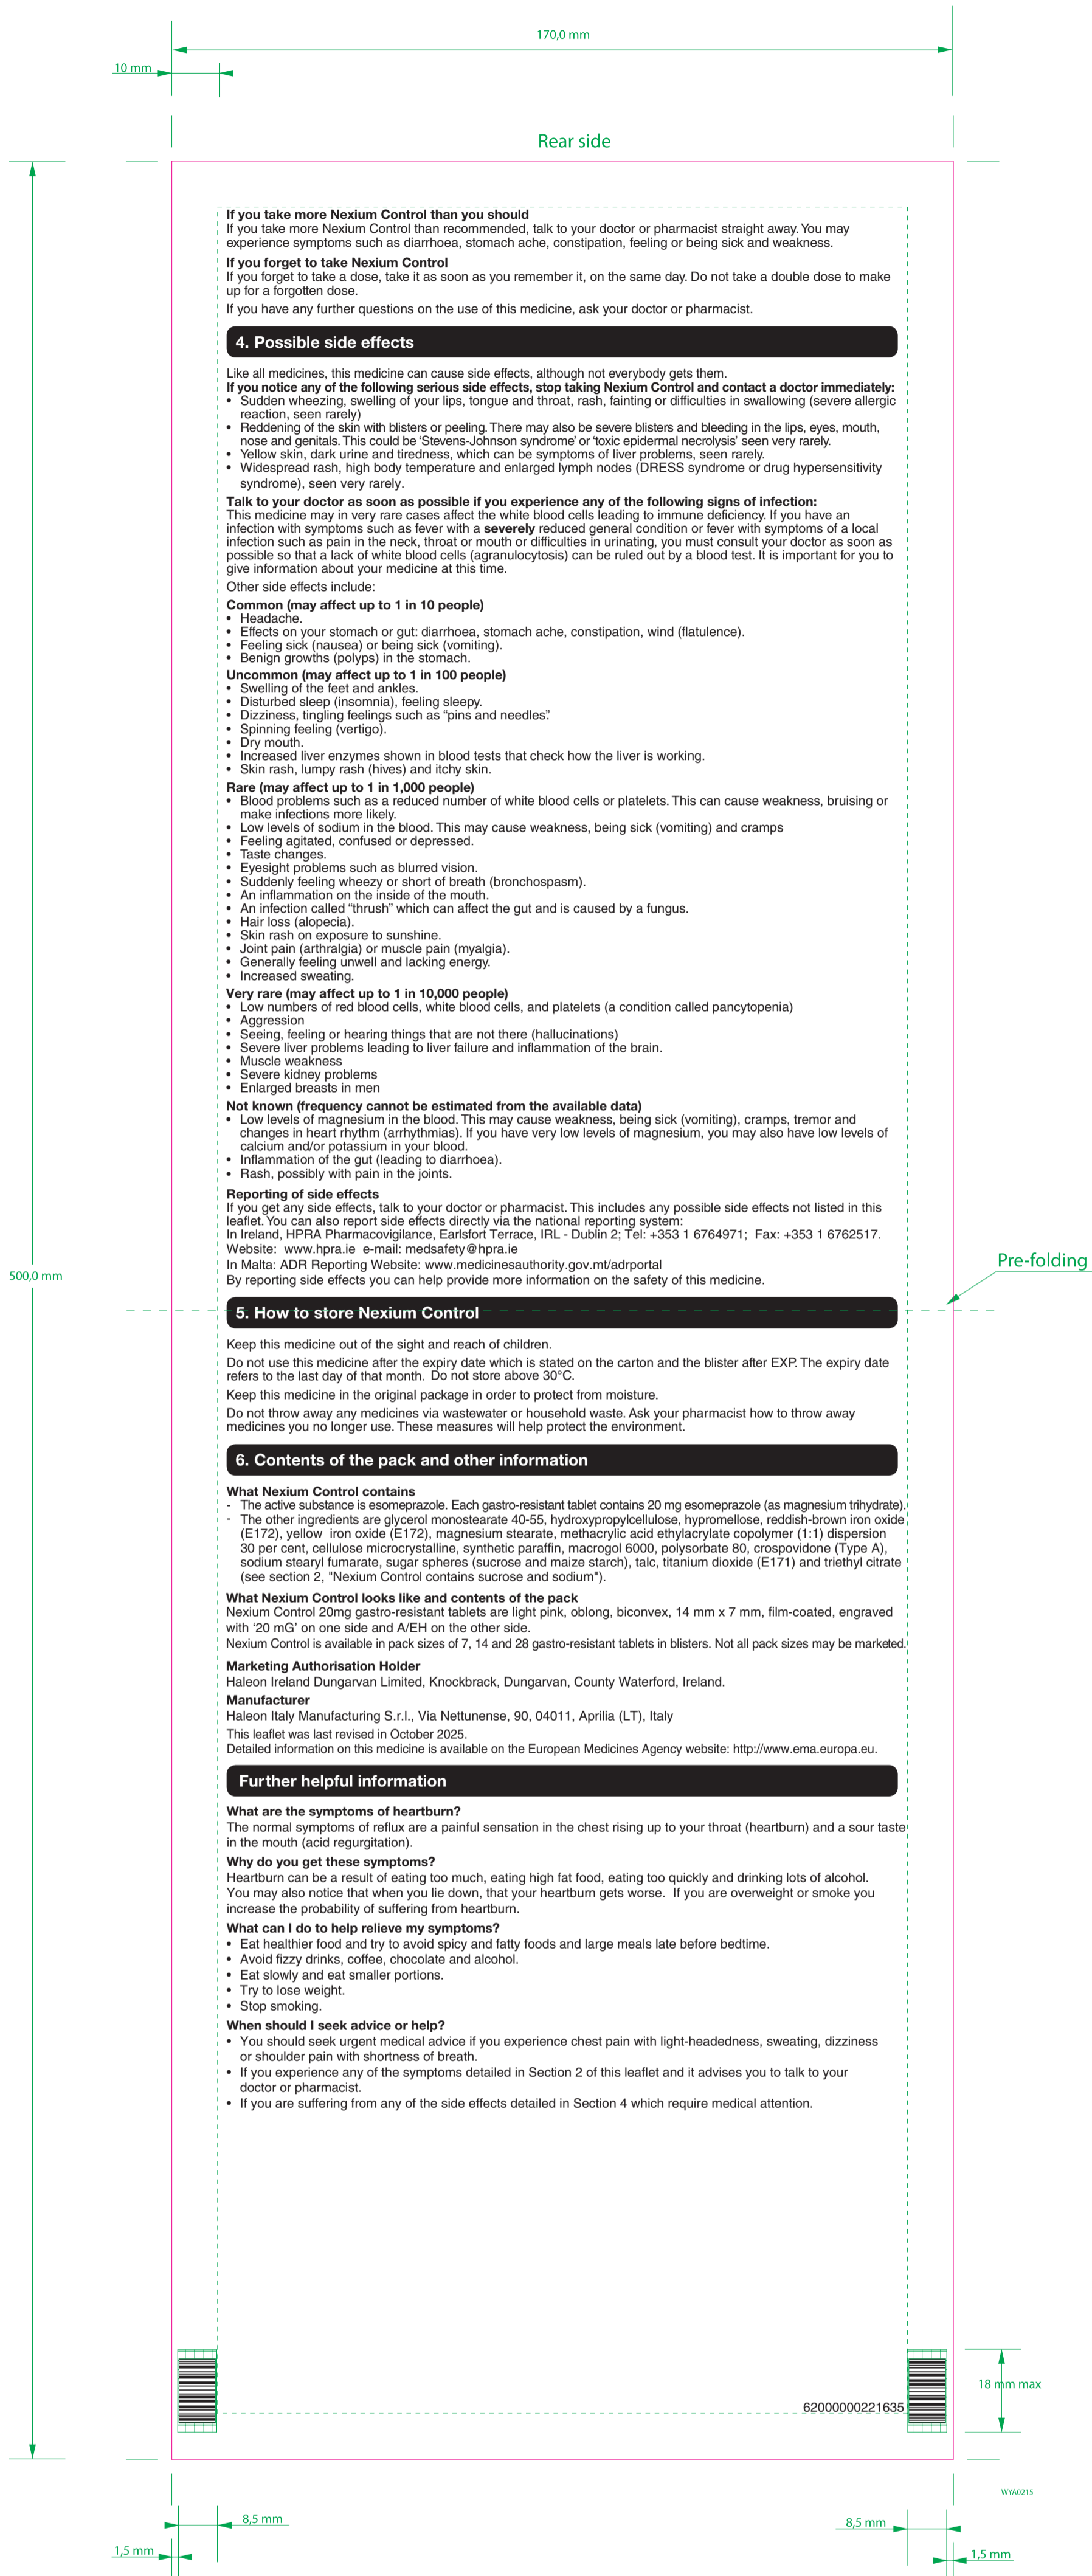 170,0 mm
10 mm
Rear side
If you take more Nexium Control than you should
If you take more Nexium Control than recommended, talk to your doctor or pharmacist straight away. You may
experience symptoms such as diarrhoea, stomach ache, constipation, feeling or being sick and weakness.
If you forget to take Nexium Control
If you forget to take a dose, take it as soon as you remember it, on the same day. Do not take a double dose to make
up for a forgotten dose.
If you have any further questions on the use of this medicine, ask your doctor or pharmacist.
4. Possible side effects
Like all medicines, this medicine can cause side effects, although not everybody gets them.
If you notice any of the following serious side effects, stop taking Nexium Control and contact a doctor immediately:
• Sudden wheezing, swelling of your lips, tongue and throat, rash, fainting or difficulties in swallowing (severe allergic
reaction, seen rarely)
• Reddening of the skin with blisters or peeling. There may also be severe blisters and bleeding in the lips, eyes, mouth,
nose and genitals. This could be ‘Stevens-Johnson syndrome’ or ‘toxic epidermal necrolysis’ seen very rarely.
• Yellow skin, dark urine and tiredness, which can be symptoms of liver problems, seen rarely.
• Widespread rash, high body temperature and enlarged lymph nodes (DRESS syndrome or drug hypersensitivity
syndrome), seen very rarely.
Talk to your doctor as soon as possible if you experience any of the following signs of infection:
This medicine may in very rare cases affect the white blood cells leading to immune deficiency. If you have an
infection with symptoms such as fever with a severely reduced general condition or fever with symptoms of a local
infection such as pain in the neck, throat or mouth or difficulties in urinating, you must consult your doctor as soon as
possible so that a lack of white blood cells (agranulocytosis) can be ruled out by a blood test. It is important for you to
give information about your medicine at this time.
Other side effects include:
Common (may affect up to 1 in 10 people)
• Headache.
• Effects on your stomach or gut: diarrhoea, stomach ache, constipation, wind (flatulence).
• Feeling sick (nausea) or being sick (vomiting).
• Benign growths (polyps) in the stomach.
Uncommon (may affect up to 1 in 100 people)
• Swelling of the feet and ankles.
• Disturbed sleep (insomnia), feeling sleepy.
• Dizziness, tingling feelings such as “pins and needles”.
• Spinning feeling (vertigo).
• Dry mouth.
• Increased liver enzymes shown in blood tests that check how the liver is working.
• Skin rash, lumpy rash (hives) and itchy skin.
Rare (may affect up to 1 in 1,000 people)
• Blood problems such as a reduced number of white blood cells or platelets. This can cause weakness, bruising or
make infections more likely.
• Low levels of sodium in the blood. This may cause weakness, being sick (vomiting) and cramps
• Feeling agitated, confused or depressed.
• Taste changes.
• Eyesight problems such as blurred vision.
• Suddenly feeling wheezy or short of breath (bronchospasm).
• An inflammation on the inside of the mouth.
• An infection called “thrush” which can affect the gut and is caused by a fungus.
• Hair loss (alopecia).
• Skin rash on exposure to sunshine.
• Joint pain (arthralgia) or muscle pain (myalgia).
• Generally feeling unwell and lacking energy.
• Increased sweating.
Very rare (may affect up to 1 in 10,000 people)
• Low numbers of red blood cells, white blood cells, and platelets (a condition called pancytopenia)
• Aggression
• Seeing, feeling or hearing things that are not there (hallucinations)
• Severe liver problems leading to liver failure and inflammation of the brain.
• Muscle weakness
• Severe kidney problems
• Enlarged breasts in men
Not known (frequency cannot be estimated from the available data)
• Low levels of magnesium in the blood. This may cause weakness, being sick (vomiting), cramps, tremor and
changes in heart rhythm (arrhythmias). If you have very low levels of magnesium, you may also have low levels of
calcium and/or potassium in your blood.
• Inflammation of the gut (leading to diarrhoea).
• Rash, possibly with pain in the joints.
Reporting of side effects
If you get any side effects, talk to your doctor or pharmacist. This includes any possible side effects not listed in this
leaflet. You can also report side effects directly via the national reporting system:
In Ireland, HPRA Pharmacovigilance, Earlsfort Terrace, IRL - Dublin 2; Tel: +353 1 6764971; Fax: +353 1 6762517.
Website: www.hpra.ie e-mail: medsafety@hpra.ie
In Malta: ADR Reporting Website: www.medicinesauthority.gov.mt/adrportal
By reporting side effects you can help provide more information on the safety of this medicine.
Pre-folding
500,0 mm
5. How to store Nexium Control
Keep this medicine out of the sight and reach of children.
Do not use this medicine after the expiry date which is stated on the carton and the blister after EXP. The expiry date
refers to the last day of that month. Do not store above 30°C.
Keep this medicine in the original package in order to protect from moisture.
Do not throw away any medicines via wastewater or household waste. Ask your pharmacist how to throw away
medicines you no longer use. These measures will help protect the environment.
6. Contents of the pack and other information
What Nexium Control contains
- The active substance is esomeprazole. Each gastro-resistant tablet contains 20 mg esomeprazole (as magnesium trihydrate).
- The other ingredients are glycerol monostearate 40-55, hydroxypropylcellulose, hypromellose, reddish-brown iron oxide
(E172), yellow iron oxide (E172), magnesium stearate, methacrylic acid ethylacrylate copolymer (1:1) dispersion
30 per cent, cellulose microcrystalline, synthetic paraffin, macrogol 6000, polysorbate 80, crospovidone (Type A),
sodium stearyl fumarate, sugar spheres (sucrose and maize starch), talc, titanium dioxide (E171) and triethyl citrate
(see section 2, "Nexium Control contains sucrose and sodium").
What Nexium Control looks like and contents of the pack
Nexium Control 20mg gastro-resistant tablets are light pink, oblong, biconvex, 14 mm x 7 mm, film-coated, engraved
with ‘20 mG’ on one side and A/EH on the other side.
Nexium Control is available in pack sizes of 7, 14 and 28 gastro-resistant tablets in blisters. Not all pack sizes may be marketed.
Marketing Authorisation Holder
Haleon Ireland Dungarvan Limited, Knockbrack, Dungarvan, County Waterford, Ireland.
Manufacturer
Haleon Italy Manufacturing S.r.l., Via Nettunense, 90, 04011, Aprilia (LT), Italy
This leaflet was last revised in October 2025.
Detailed information on this medicine is available on the European Medicines Agency website: http://www.ema.europa.eu.
Further helpful information
What are the symptoms of heartburn?
The normal symptoms of reflux are a painful sensation in the chest rising up to your throat (heartburn) and a sour taste
in the mouth (acid regurgitation).
Why do you get these symptoms?
Heartburn can be a result of eating too much, eating high fat food, eating too quickly and drinking lots of alcohol.
You may also notice that when you lie down, that your heartburn gets worse. If you are overweight or smoke you
increase the probability of suffering from heartburn.
What can I do to help relieve my symptoms?
• Eat healthier food and try to avoid spicy and fatty foods and large meals late before bedtime.
• Avoid fizzy drinks, coffee, chocolate and alcohol.
• Eat slowly and eat smaller portions.
• Try to lose weight.
• Stop smoking.
When should I seek advice or help?
• You should seek urgent medical advice if you experience chest pain with light-headedness, sweating, dizziness
or shoulder pain with shortness of breath.
• If you experience any of the symptoms detailed in Section 2 of this leaflet and it advises you to talk to your
doctor or pharmacist.
• If you are suffering from any of the side effects detailed in Section 4 which require medical attention.
18 mm max
62000000221635
WYA0215
8,5 mm
8,5 mm
1,5 mm
1,5 mm